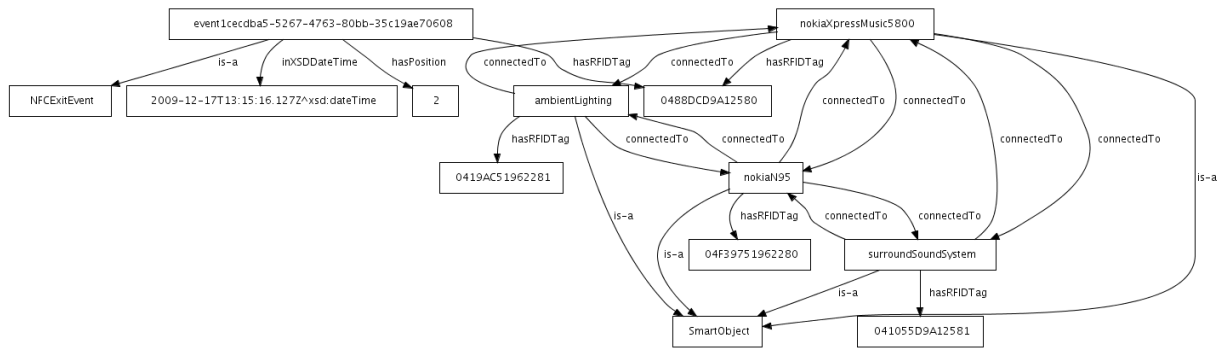 event1cecdba5-5267-4763-80bb-35c19ae70608
nokiaXpressMusic5800
is-a
inXSDDateTime
hasPosition
connectedTo
hasRFIDTag
connectedTo
hasRFIDTag
NFCExitEvent
2009-12-17T13:15:16.127Z^xsd:dateTime
2
ambientLighting
0488DCD9A12580
connectedTo
connectedTo
hasRFIDTag
connectedTo
connectedTo
connectedTo
connectedTo
0419AC51962281
nokiaN95
is-a
is-a
hasRFIDTag
connectedTo
connectedTo
is-a
04F39751962280
surroundSoundSystem
is-a
hasRFIDTag
SmartObject
041055D9A12581